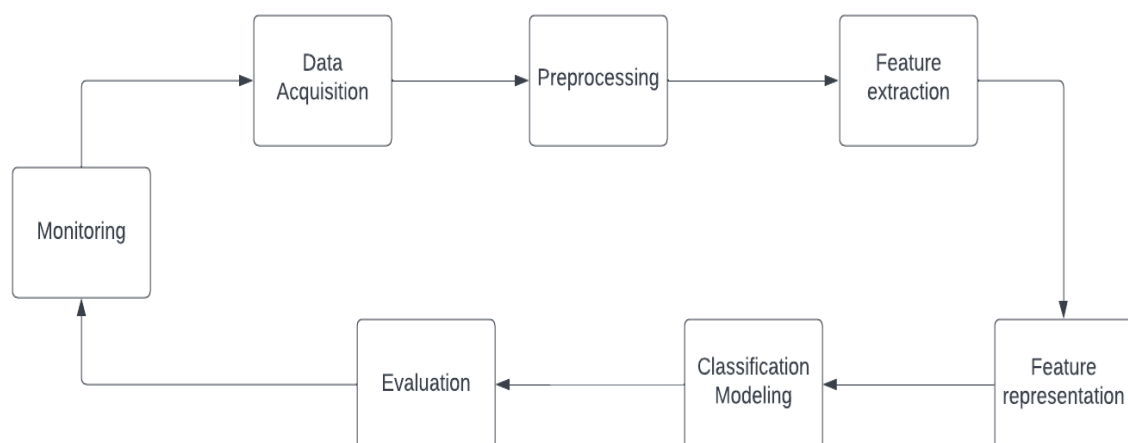 Data
Acquisition
Preprocessing
Feature
extraction
Monitoring
Evaluation
Classification
Modeling
Feature
representation